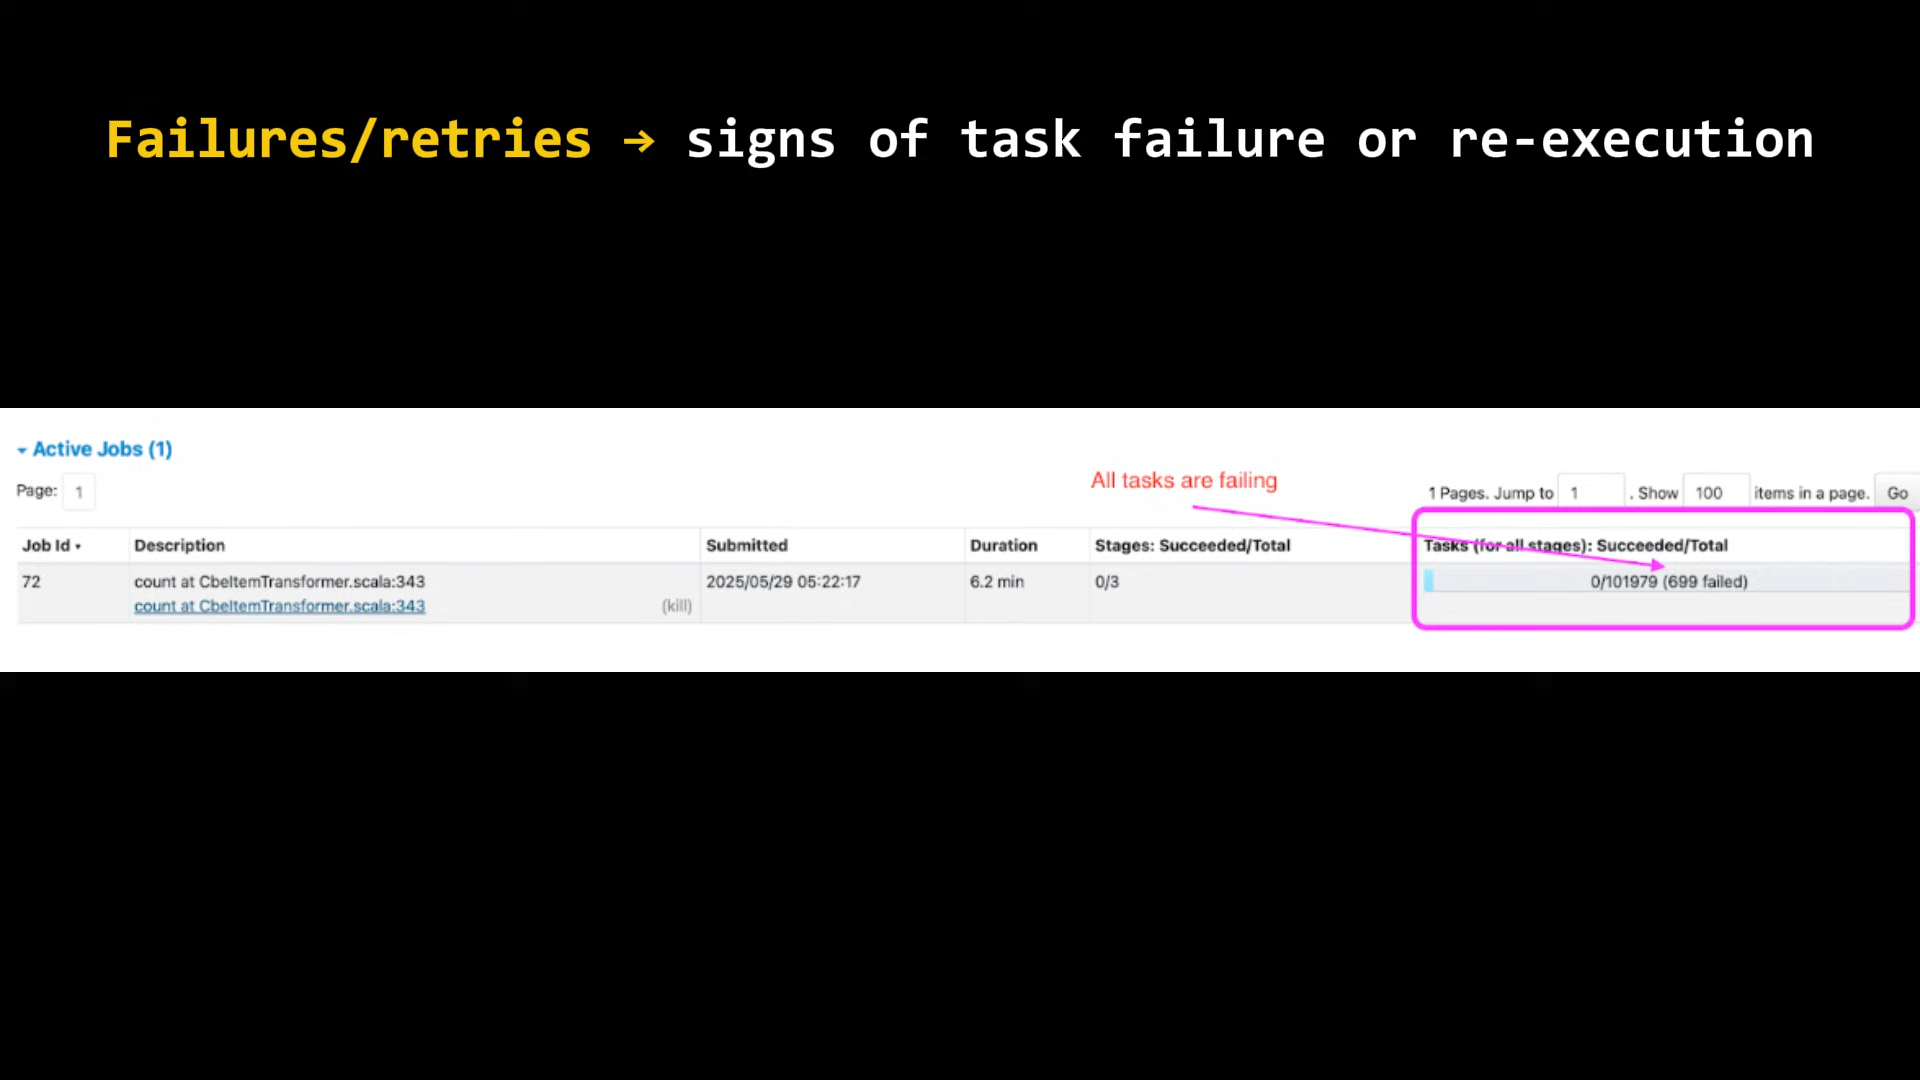 Failures/retries → signs of task failure or re-execution
Active Jobs (1)
Page: 1
All tasks are failing
1 Pages. Jump to 1 . Show 100 items in a page. Go
Job Id Description Submitted Duration Stages: Succeeded/Total Tasks (for all stages): Succeeded/Total
72 count at CbeItemTransformer.scala:343 2025/05/29 05:22:17 6.2 min 0/3 0/101979 (699 failed)
count at CbeItemTransformer.scala:343 (kill)